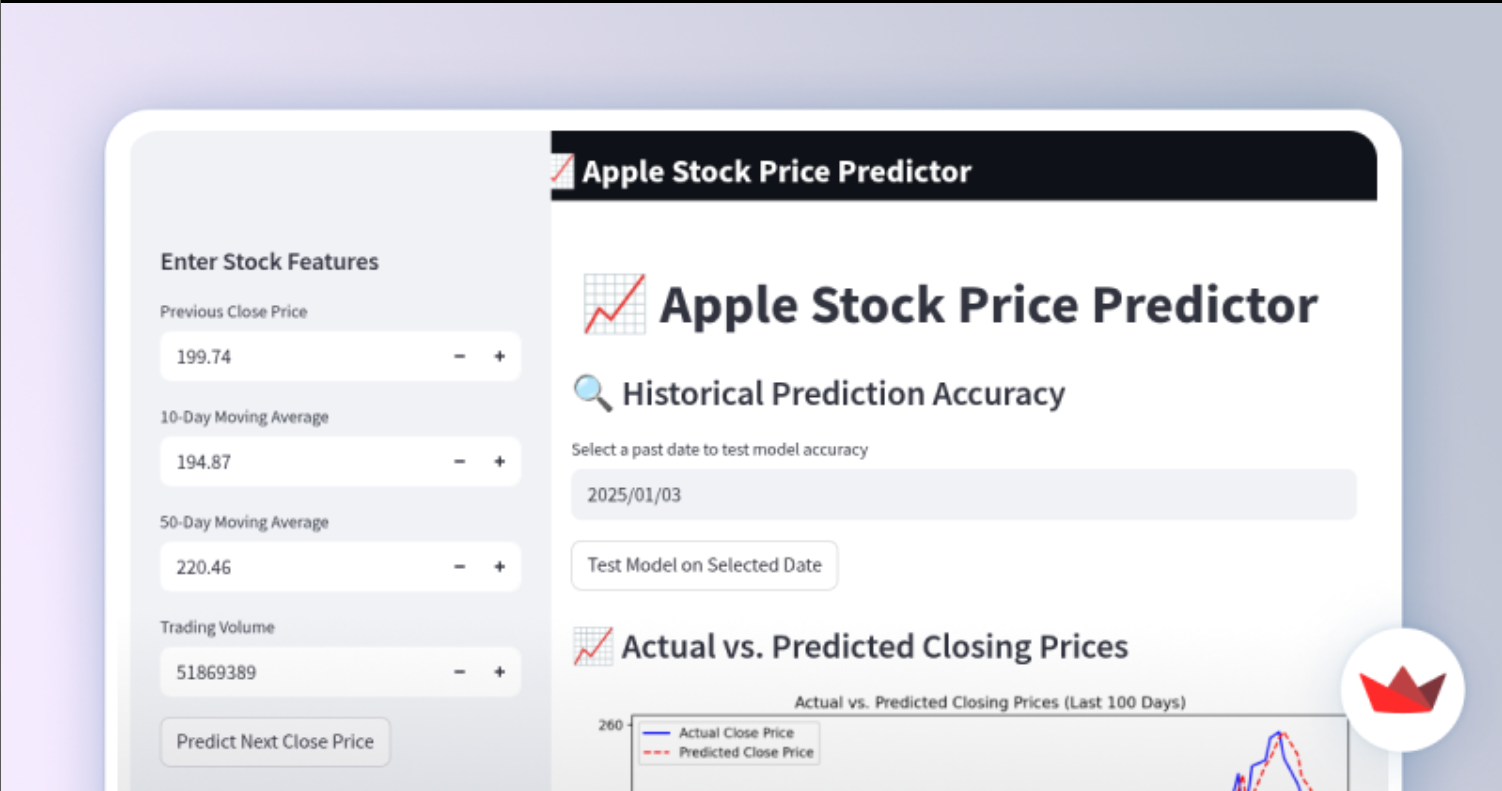 Apple Stock Price Predictor
Enter Stock Features
Previous Close Price
199.74
10-Day Moving Average
194.87
50-Day Moving Average
220.46
Trading Volume
51869389
Predict Next Close Price
Apple Stock Price Predictor
Historical Prediction Accuracy
Select a past date to test model accuracy
2025/01/03
Test Model on Selected Date
Actual vs. Predicted Closing Prices
Actual vs. Predicted Closing Prices (Last 100 Days)
260
Actual Close Price
Predicted Close Price